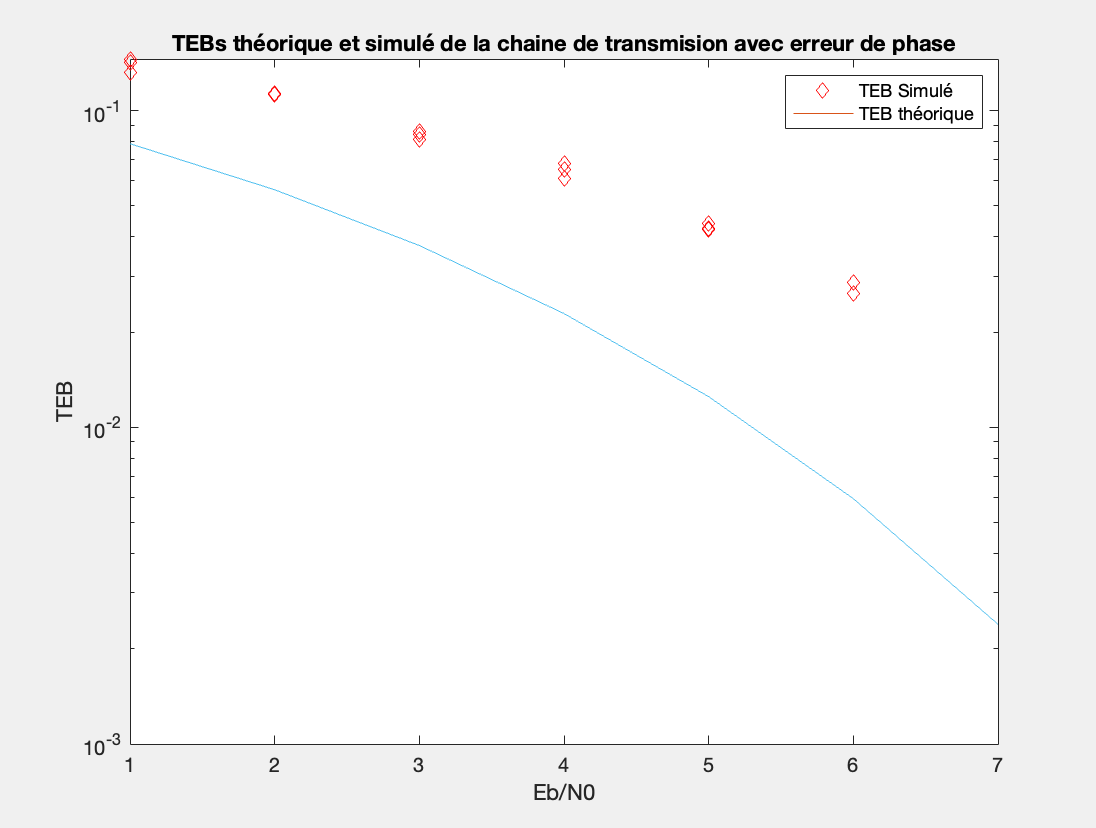 TEBs théorique et simulé de la chaine de transmision avec erreur de phase
TEB Simulé
TEB théorique
10-1
10-2
10-3
TEB
1 2 3 4 5 6 7
Eb/N0